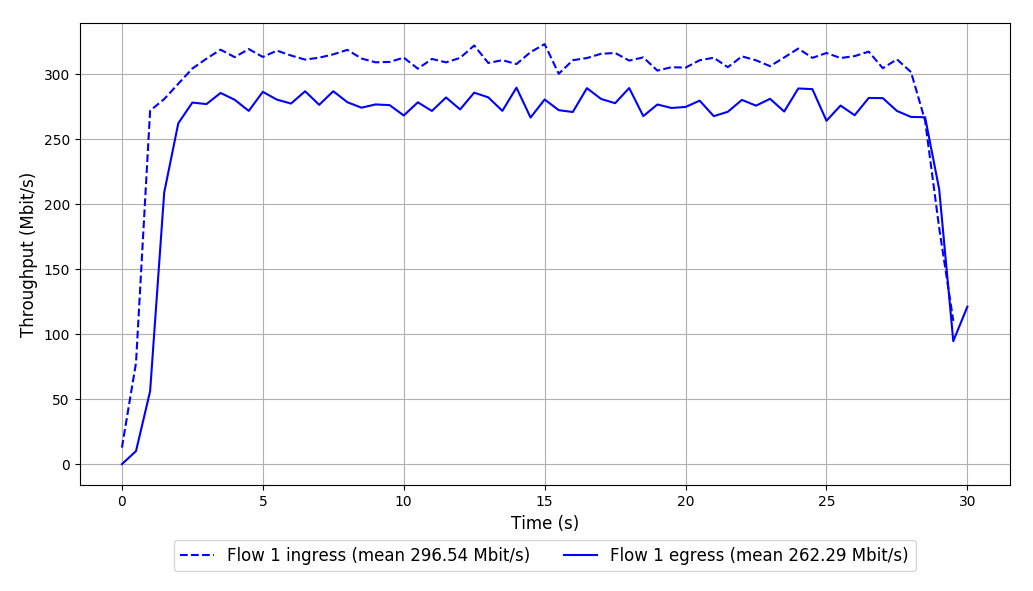 Throughput (Mbit/s)
300
250
200
150
100
50
0
0 5 10 15 20 25 30
Time (s)
Flow 1 ingress (mean 296.54 Mbit/s) Flow 1 egress (mean 262.29 Mbit/s)